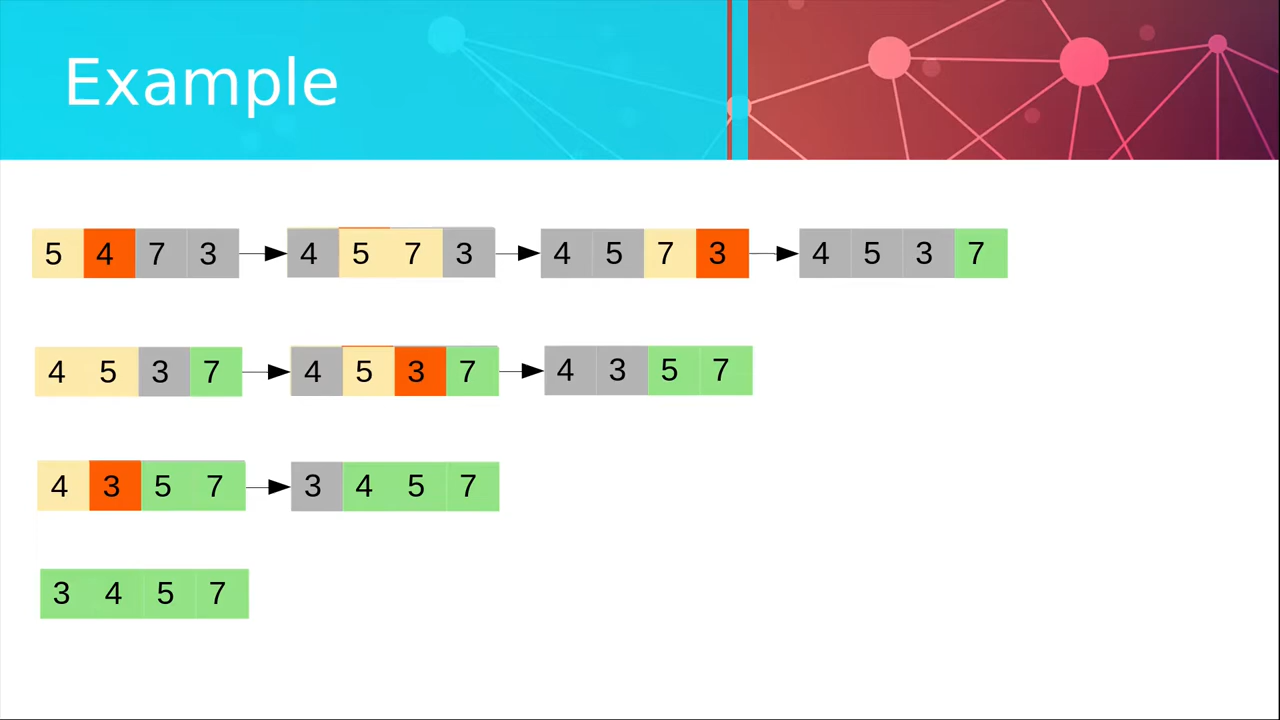 Example
5 4 7 3 4 5 7 3 4 5 7 3 4 5 3 7
4 5 3 7 4 5 3 7 4 3 5 7
4 3 5 7 3 4 5 7
3 4 5 7